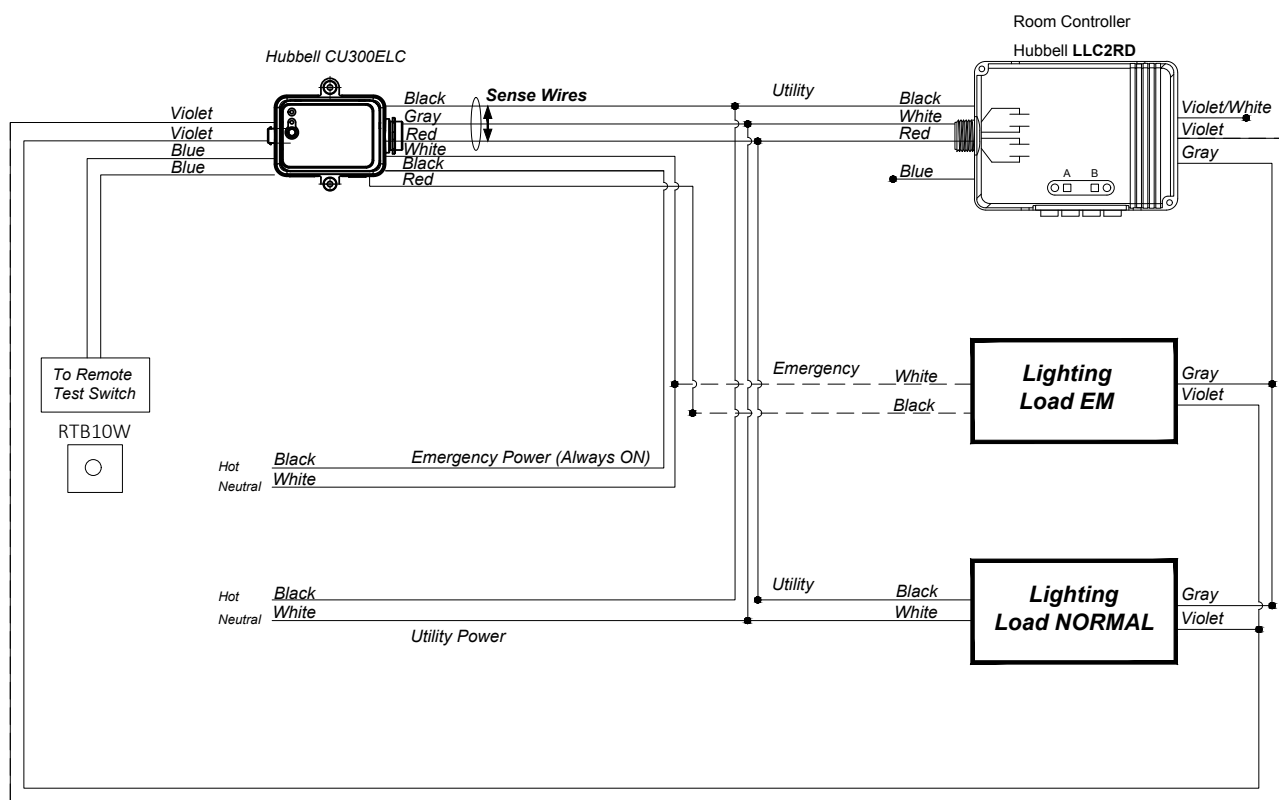 Room Controller
Hubbell LLC2RD
Hubbell CU300ELC
Violet
Violet
Blue
Blue
Black
Gray
Red
White
Black
Red
Sense Wires
Utility
Black
White
Red
Blue
A B
Violet/White
Violet
Gray
To Remote
Test Switch
RTB10W
Emergency
White
Black
Lighting
Load EM
Gray
Violet
Hot Black
Neutral White
Emergency Power (Always ON)
Hot Black
Neutral White
Utility Power
Utility
Black
White
Lighting
Load NORMAL
Gray
Violet